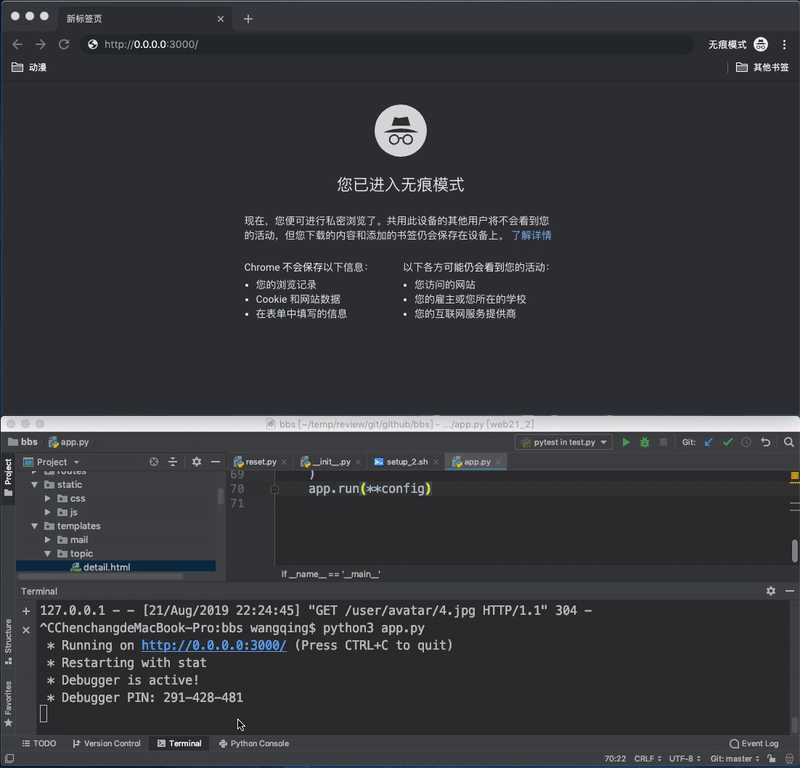 新标签页
http://0.0.0.0:3000/
无痕模式
动漫
其他书签
您已进入无痕模式
现在，您便可进行私密浏览了。共用此设备的其他用户将不会看到您
的活动，但您下载的内容和添加的书签仍会保存在设备上。 了解详情
Chrome 不会保存以下信息：
• 您的浏览记录
• Cookie 和网站数据
• 在表单中填写的信息
以下各方可能仍会看到您的活动：
• 您访问的网站
• 您的雇主或您所在的学校
• 您的互联网服务提供商
bbs [~/temp/review/git/github/bbs] - .../app.py [web21_2]
bbs
app.py
pytest in test.py
Git:
Project
reset.py
__init__.py
setup_2.sh
app.py
Project
routes
static
css
js
templates
mail
topic
detail.html
69 )
70 app.run(**config)
71
if __name__ == '__main__'
Terminal
127.0.0.1 - - [21/Aug/2019 22:24:45] "GET /user/avatar/4.jpg HTTP/1.1" 304 -
^CChenchangdeMacBook-Pro:bbs wangqing$ python3 app.py
* Running on http://0.0.0.0:3000/ (Press CTRL+C to quit)
* Restarting with stat
* Debugger is active!
* Debugger PIN: 291-428-481
Structure
Favorites
TODO
Version Control
Terminal
Python Console
Event Log
70:22 CRLF UTF-8 Git: master